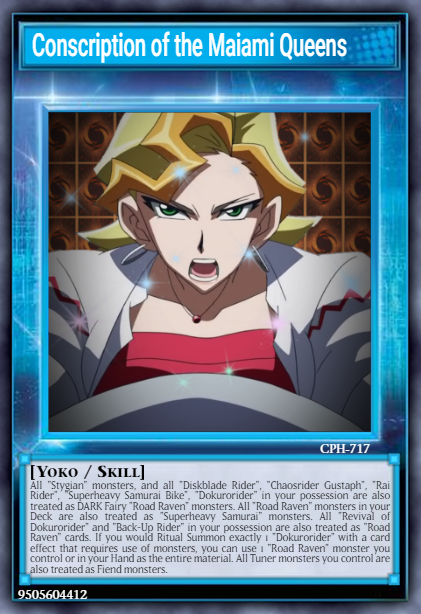 Conscription of the Maiami Queens
CPH-717
[Yoko / Skill]
All "Stygian" monsters, and all "Diskblade Rider", "Chaosrider Gustaph", "Rai
Rider", "Superheavy Samurai Bike", "Dokurorider" in your possession are also
treated as DARK Fairy "Road Raven" monsters. All "Road Raven" monsters in your
Deck are also treated as "Superheavy Samurai" monsters. All "Revival of
Dokurorider" and "Back-Up Rider" in your possession are also treated as "Road
Raven" cards. If you would Ritual Summon exactly 1 "Dokurorider" with a card
effect that requires use of monsters, you can use 1 "Road Raven" monster you
control or in your Hand as the entire material. All Tuner monsters you control are
also treated as Fiend monsters.
9505604412